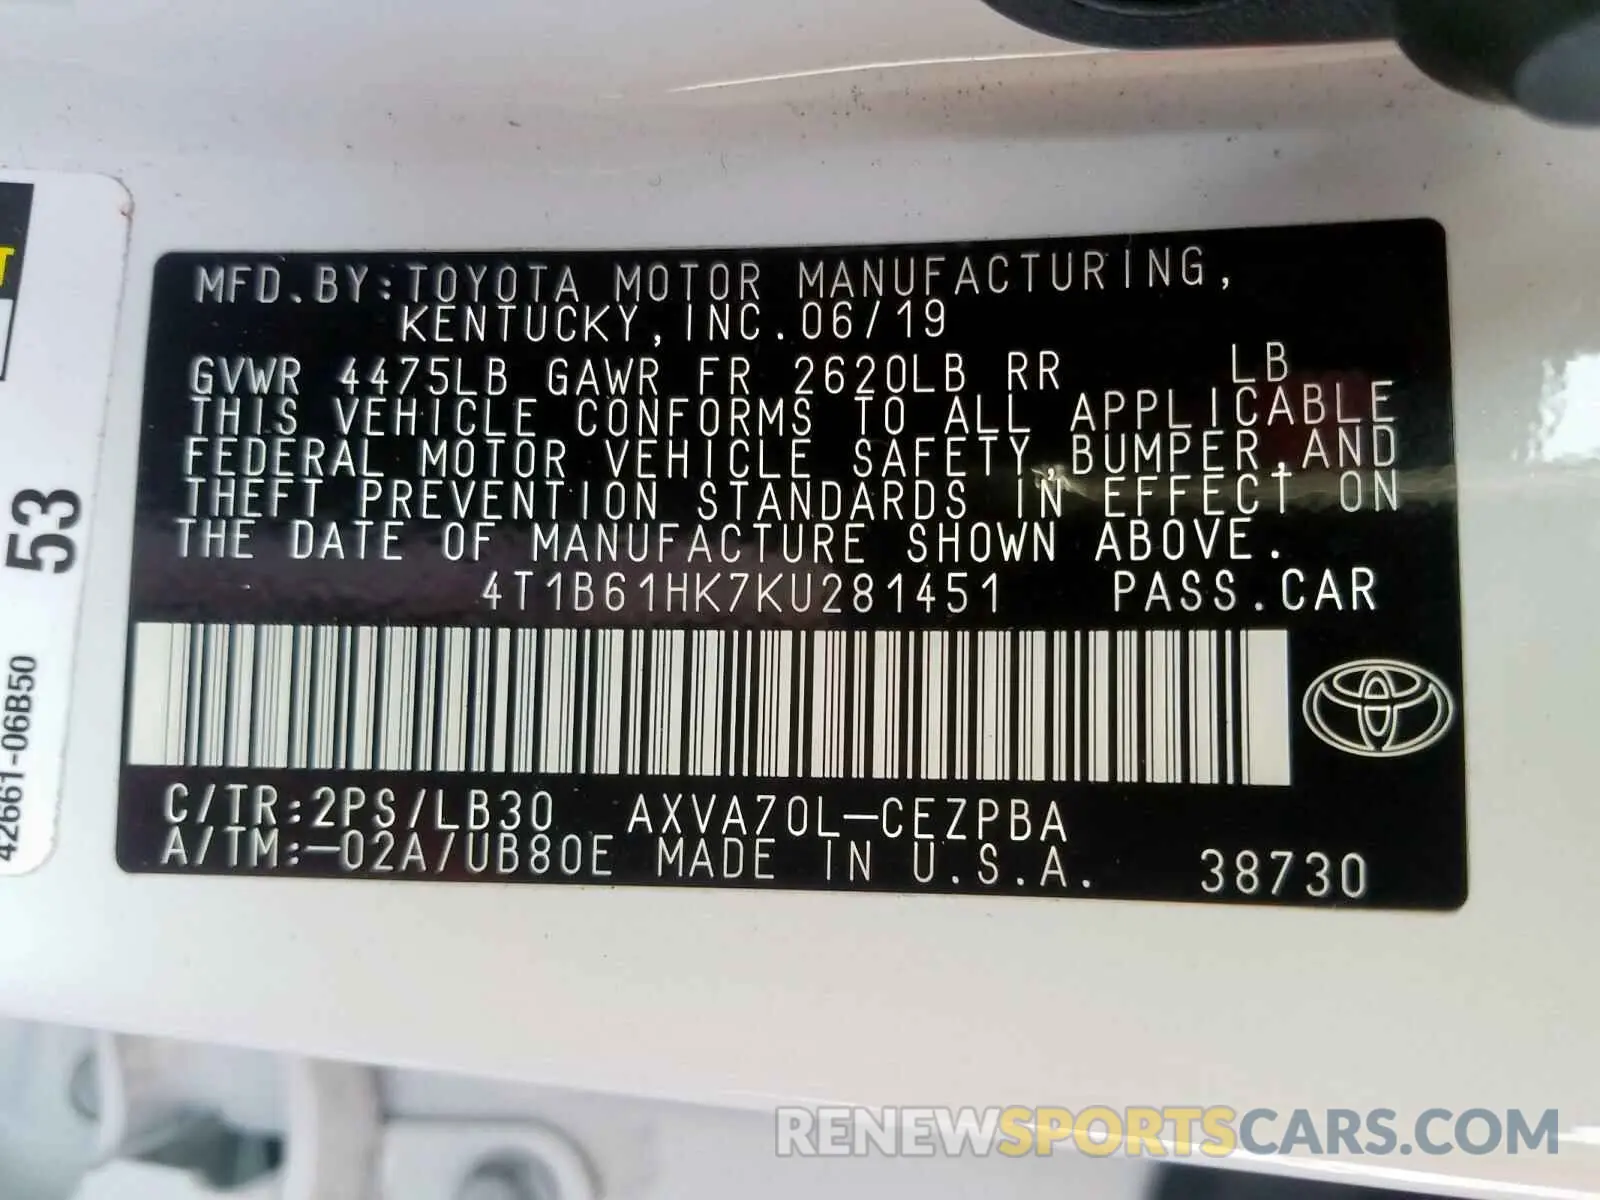 MFD.BY:TOYOTA MOTOR MANUFACTURING,
KENTUCKY,INC.06/19
GVWR 4475LB GAWR FR 2620LB RR LB
THIS VEHICLE CONFORMS TO ALL APPLICABLE
FEDERAL MOTOR VEHICLE SAFETY,BUMPER,AND
THEFT PREVENTION STANDARDS IN EFFECT ON
THE DATE OF MANUFACTURE SHOWN ABOVE.
4T1B61HK7KU281451 PASS.CAR
C/TR:2PS/LB30 AXVA70L-CEZPBA
A/TM:-02A/UB80E MADE IN U.S.A. 38730
T
53
42661-06B50
RENEWSPORTSCARS.COM